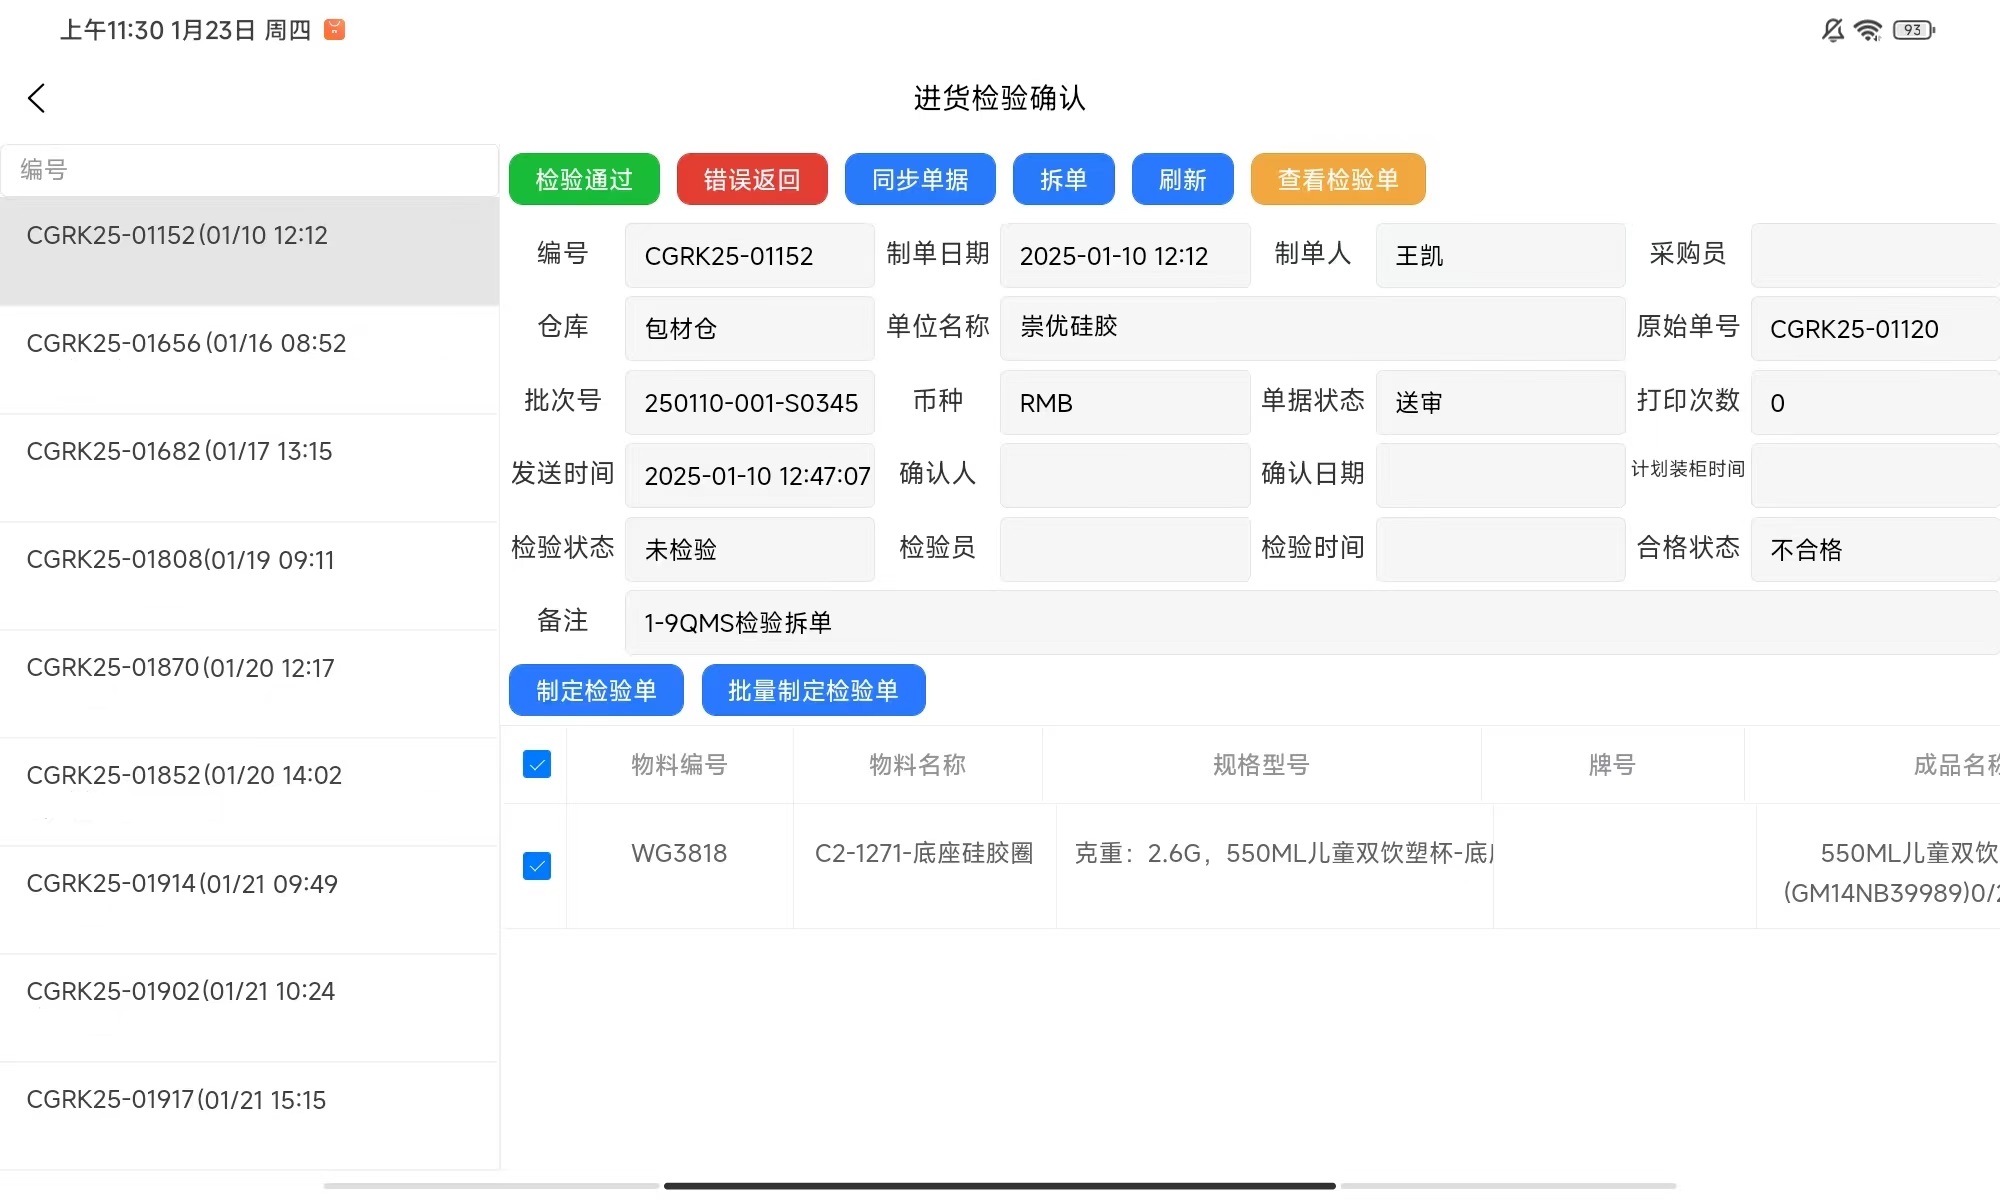 上午11:30 1月23日 周四
93
进货检验确认
编号
CGRK25-01152(01/10 12:12
CGRK25-01656(01/16 08:52
CGRK25-01682(01/17 13:15
CGRK25-01808(01/19 09:11
CGRK25-01870(01/20 12:17
CGRK25-01852(01/20 14:02
CGRK25-01914(01/21 09:49
CGRK25-01902(01/21 10:24
CGRK25-01917(01/21 15:15
检验通过 错误返回 同步单据 拆单 刷新 查看检验单
编号 CGRK25-01152 制单日期 2025-01-10 12:12 制单人 王凯 采购员
仓库 包材仓 单位名称 崇优硅胶 原始单号 CGRK25-01120
批次号 250110-001-S0345 币种 RMB 单据状态 送审 打印次数 0
发送时间 2025-01-10 12:47:07 确认人 确认日期 计划装柜时间
检验状态 未检验 检验员 检验时间 合格状态 不合格
备注 1-9QMS检验拆单
制定检验单 批量制定检验单
物料编号 物料名称 规格型号 牌号 成品名称
WG3818 C2-1271-底座硅胶圈 克重：2.6G，550ML儿童双饮塑杯-底 550ML儿童双饮
(GM14NB39989)0/2